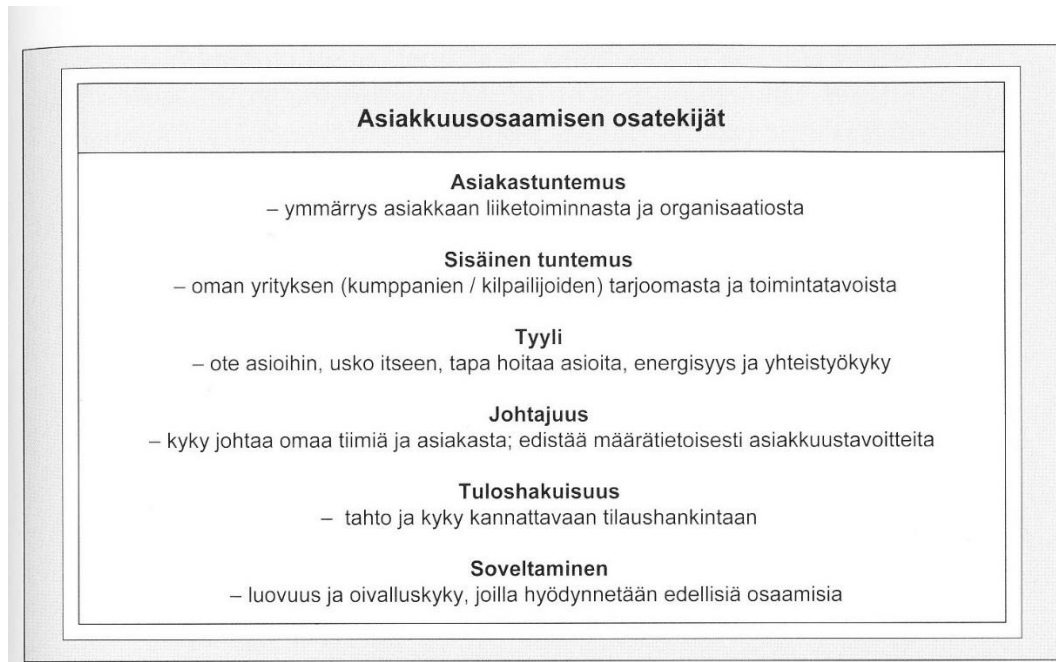 Asiakkuusosaamisen osatekijät
Asiakastuntemus
– ymmärrys asiakkaan liiketoiminnasta ja organisaatiosta
Sisäinen tuntemus
– oman yrityksen (kumppanien / kilpailijoiden) tarjoomasta ja toimintatavoista
Tyyli
– ote asioihin, usko itseen, tapa hoitaa asioita, energisyys ja yhteistyökyky
Johtajuus
– kyky johtaa omaa tiimiä ja asiakasta; edistää määrätietoisesti asiakkuustavoitteita
Tuloshakuisuus
– tahto ja kyky kannattavaan tilaushankintaan
Soveltaminen
– luovuus ja oivalluskyky, joilla hyödynnetään edellisiä osaamisia